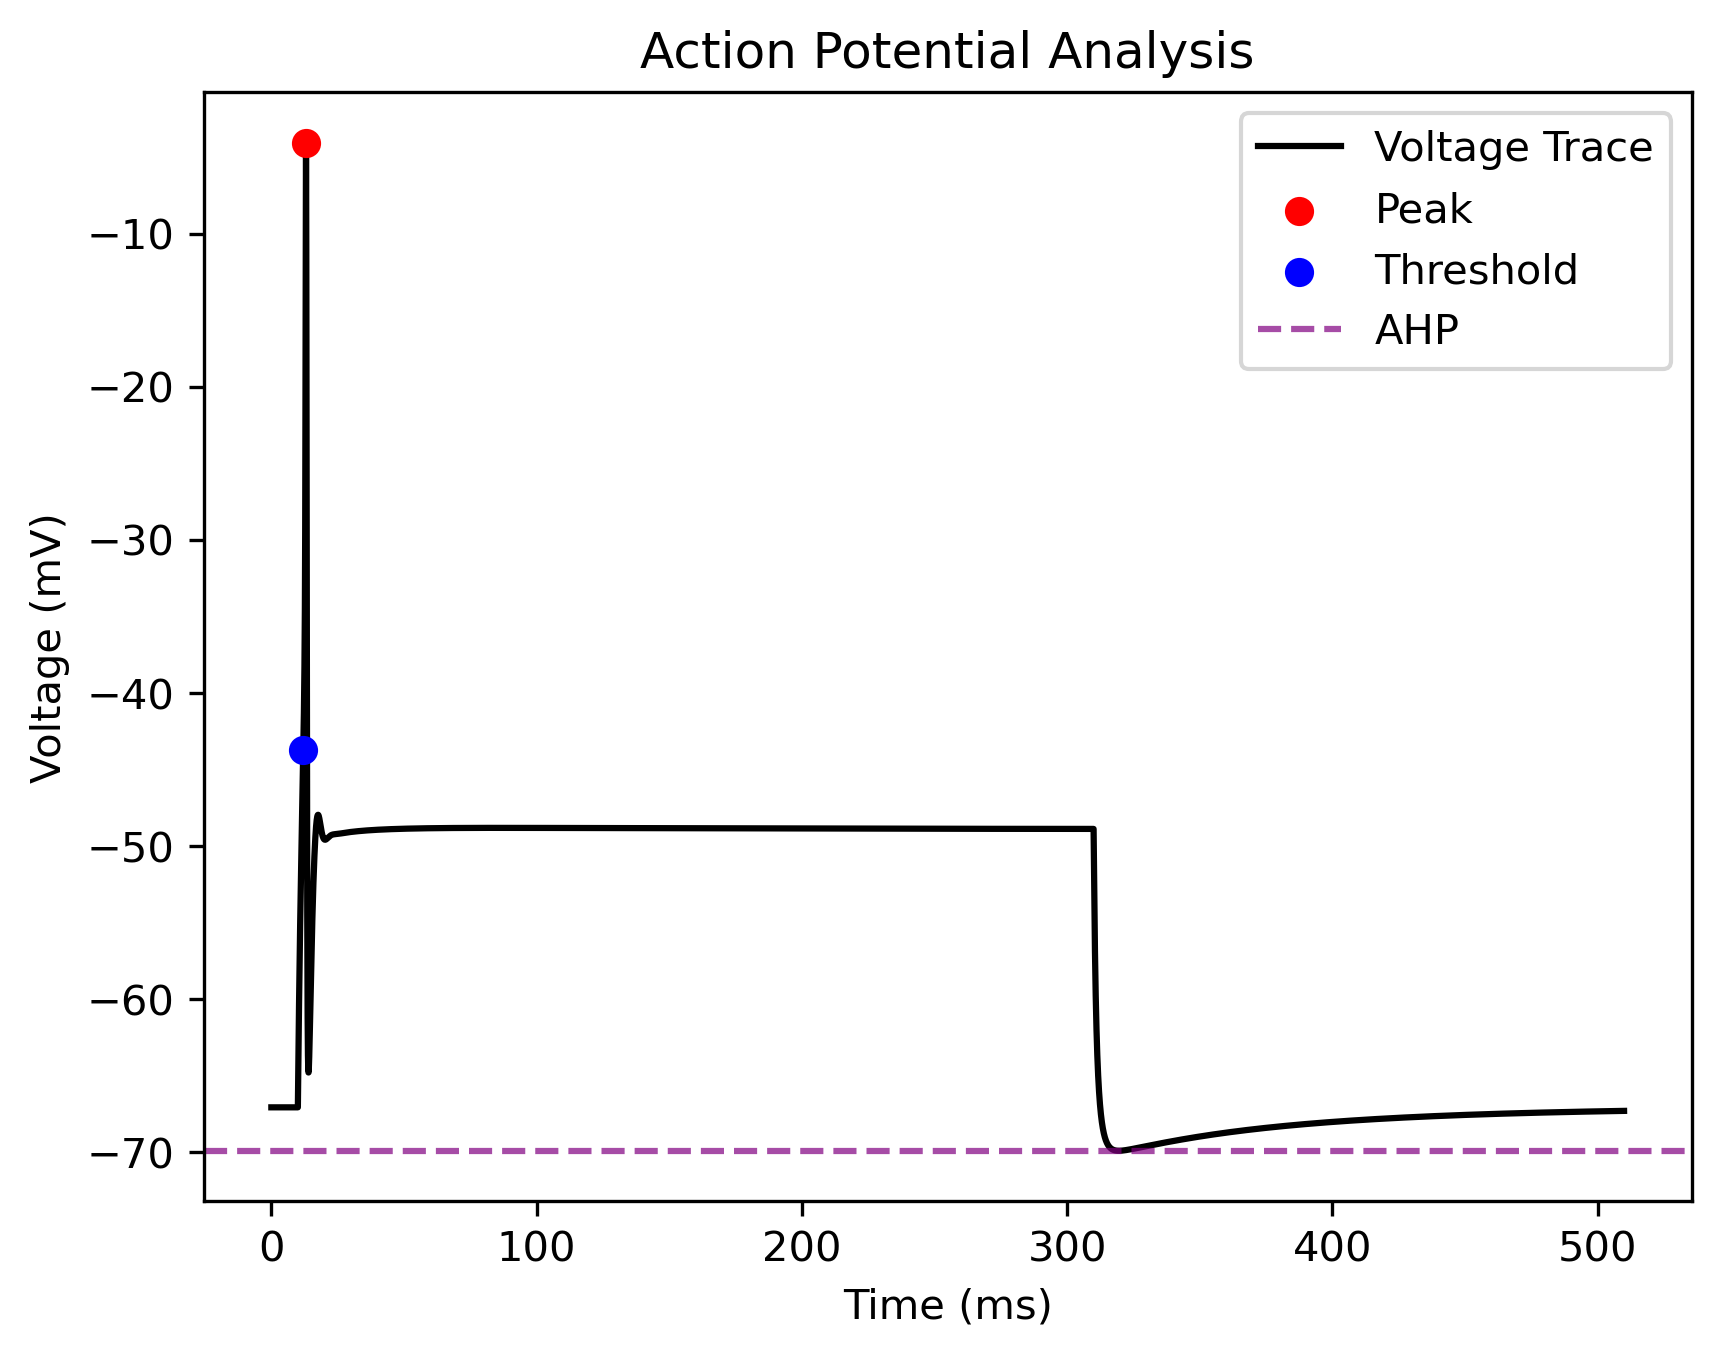 Action Potential Analysis
Voltage Trace
Peak
Threshold
AHP
Voltage (mV)
−10
−20
−30
−40
−50
−60
−70
0 100 200 300 400 500
Time (ms)